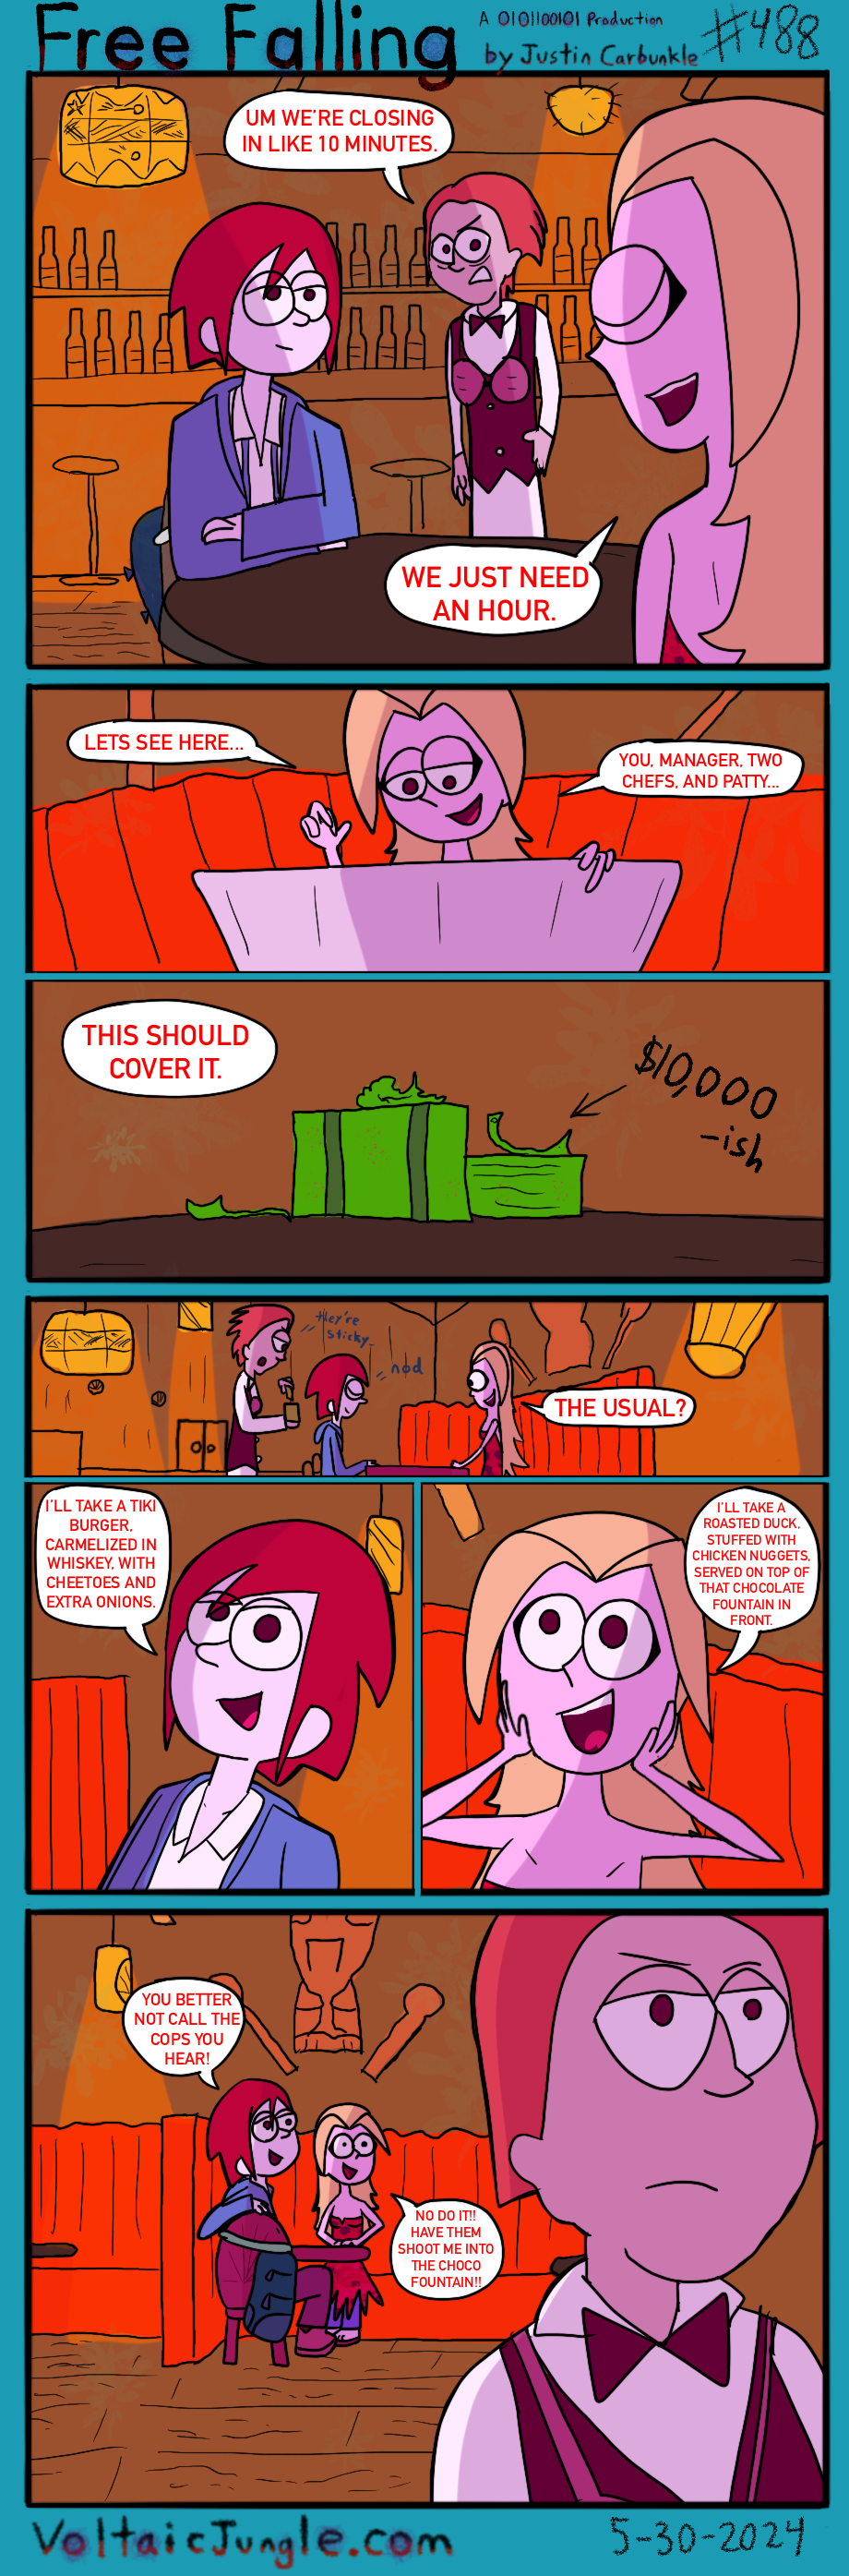 Free Falling
A 0101100101 Production
by Justin Carbunkle
#488
UM WE'RE CLOSING
IN LIKE 10 MINUTES.
WE JUST NEED
AN HOUR.
LETS SEE HERE...
YOU, MANAGER, TWO
CHEFS, AND PATTY...
THIS SHOULD
COVER IT.
$10,000
-ish
they're
sticky-
nod
THE USUAL?
I'LL TAKE A TIKI
BURGER,
CARMELIZED IN
WHISKEY, WITH
CHEETOES AND
EXTRA ONIONS.
I'LL TAKE A
ROASTED DUCK,
STUFFED WITH
CHICKEN NUGGETS,
SERVED ON TOP OF
THAT CHOCOLATE
FOUNTAIN IN
FRONT.
YOU BETTER
NOT CALL THE
COPS YOU
HEAR!
NO DO IT!!
HAVE THEM
SHOOT ME INTO
THE CHOCO
FOUNTAIN!!
VoltaicJungle.com
5-30-2024